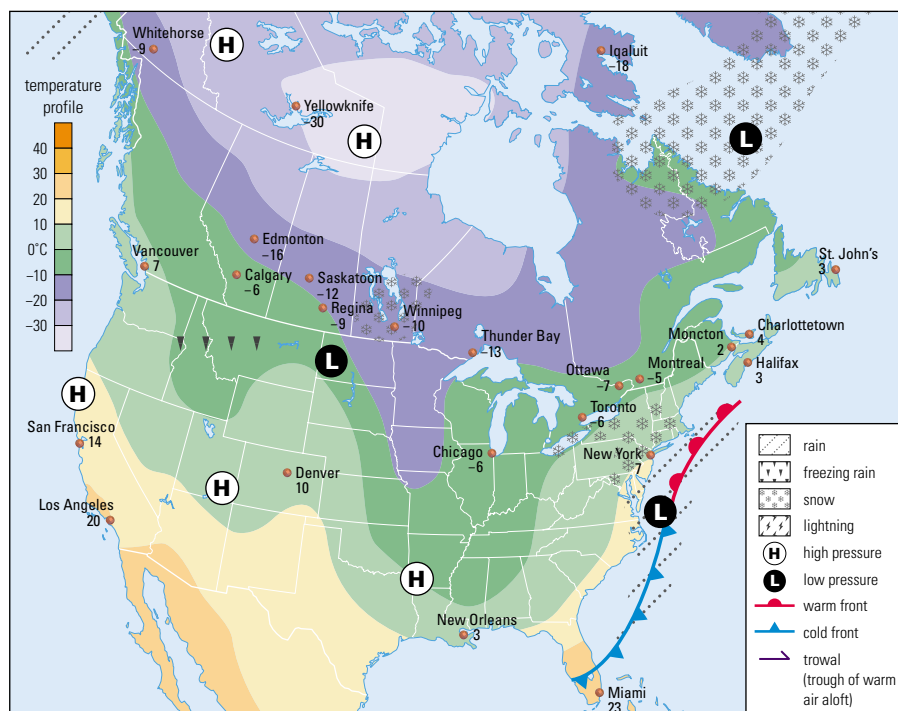 Whitehorse
–9
H
Iqaluit
–18
temperature
profile
Yellowknife
–30
H
L
40
30
20
10
0°C
–10
–20
–30
Edmonton
–16
Vancouver
7
Calgary
–6
Saskatoon
–12
Regina
–9
Winnipeg
–10
St. John's
3
Thunder Bay
–13
Moncton
2
Charlottetown
4
Halifax
3
L
Ottawa
–7
Montreal
–5
H
San Francisco
14
Toronto
–6
Chicago
–6
New York
7
Denver
10
H
Los Angeles
20
L
H
New Orleans
3
Miami
23
rain
freezing rain
snow
lightning
H high pressure
L low pressure
warm front
cold front
trowal
(trough of warm
air aloft)